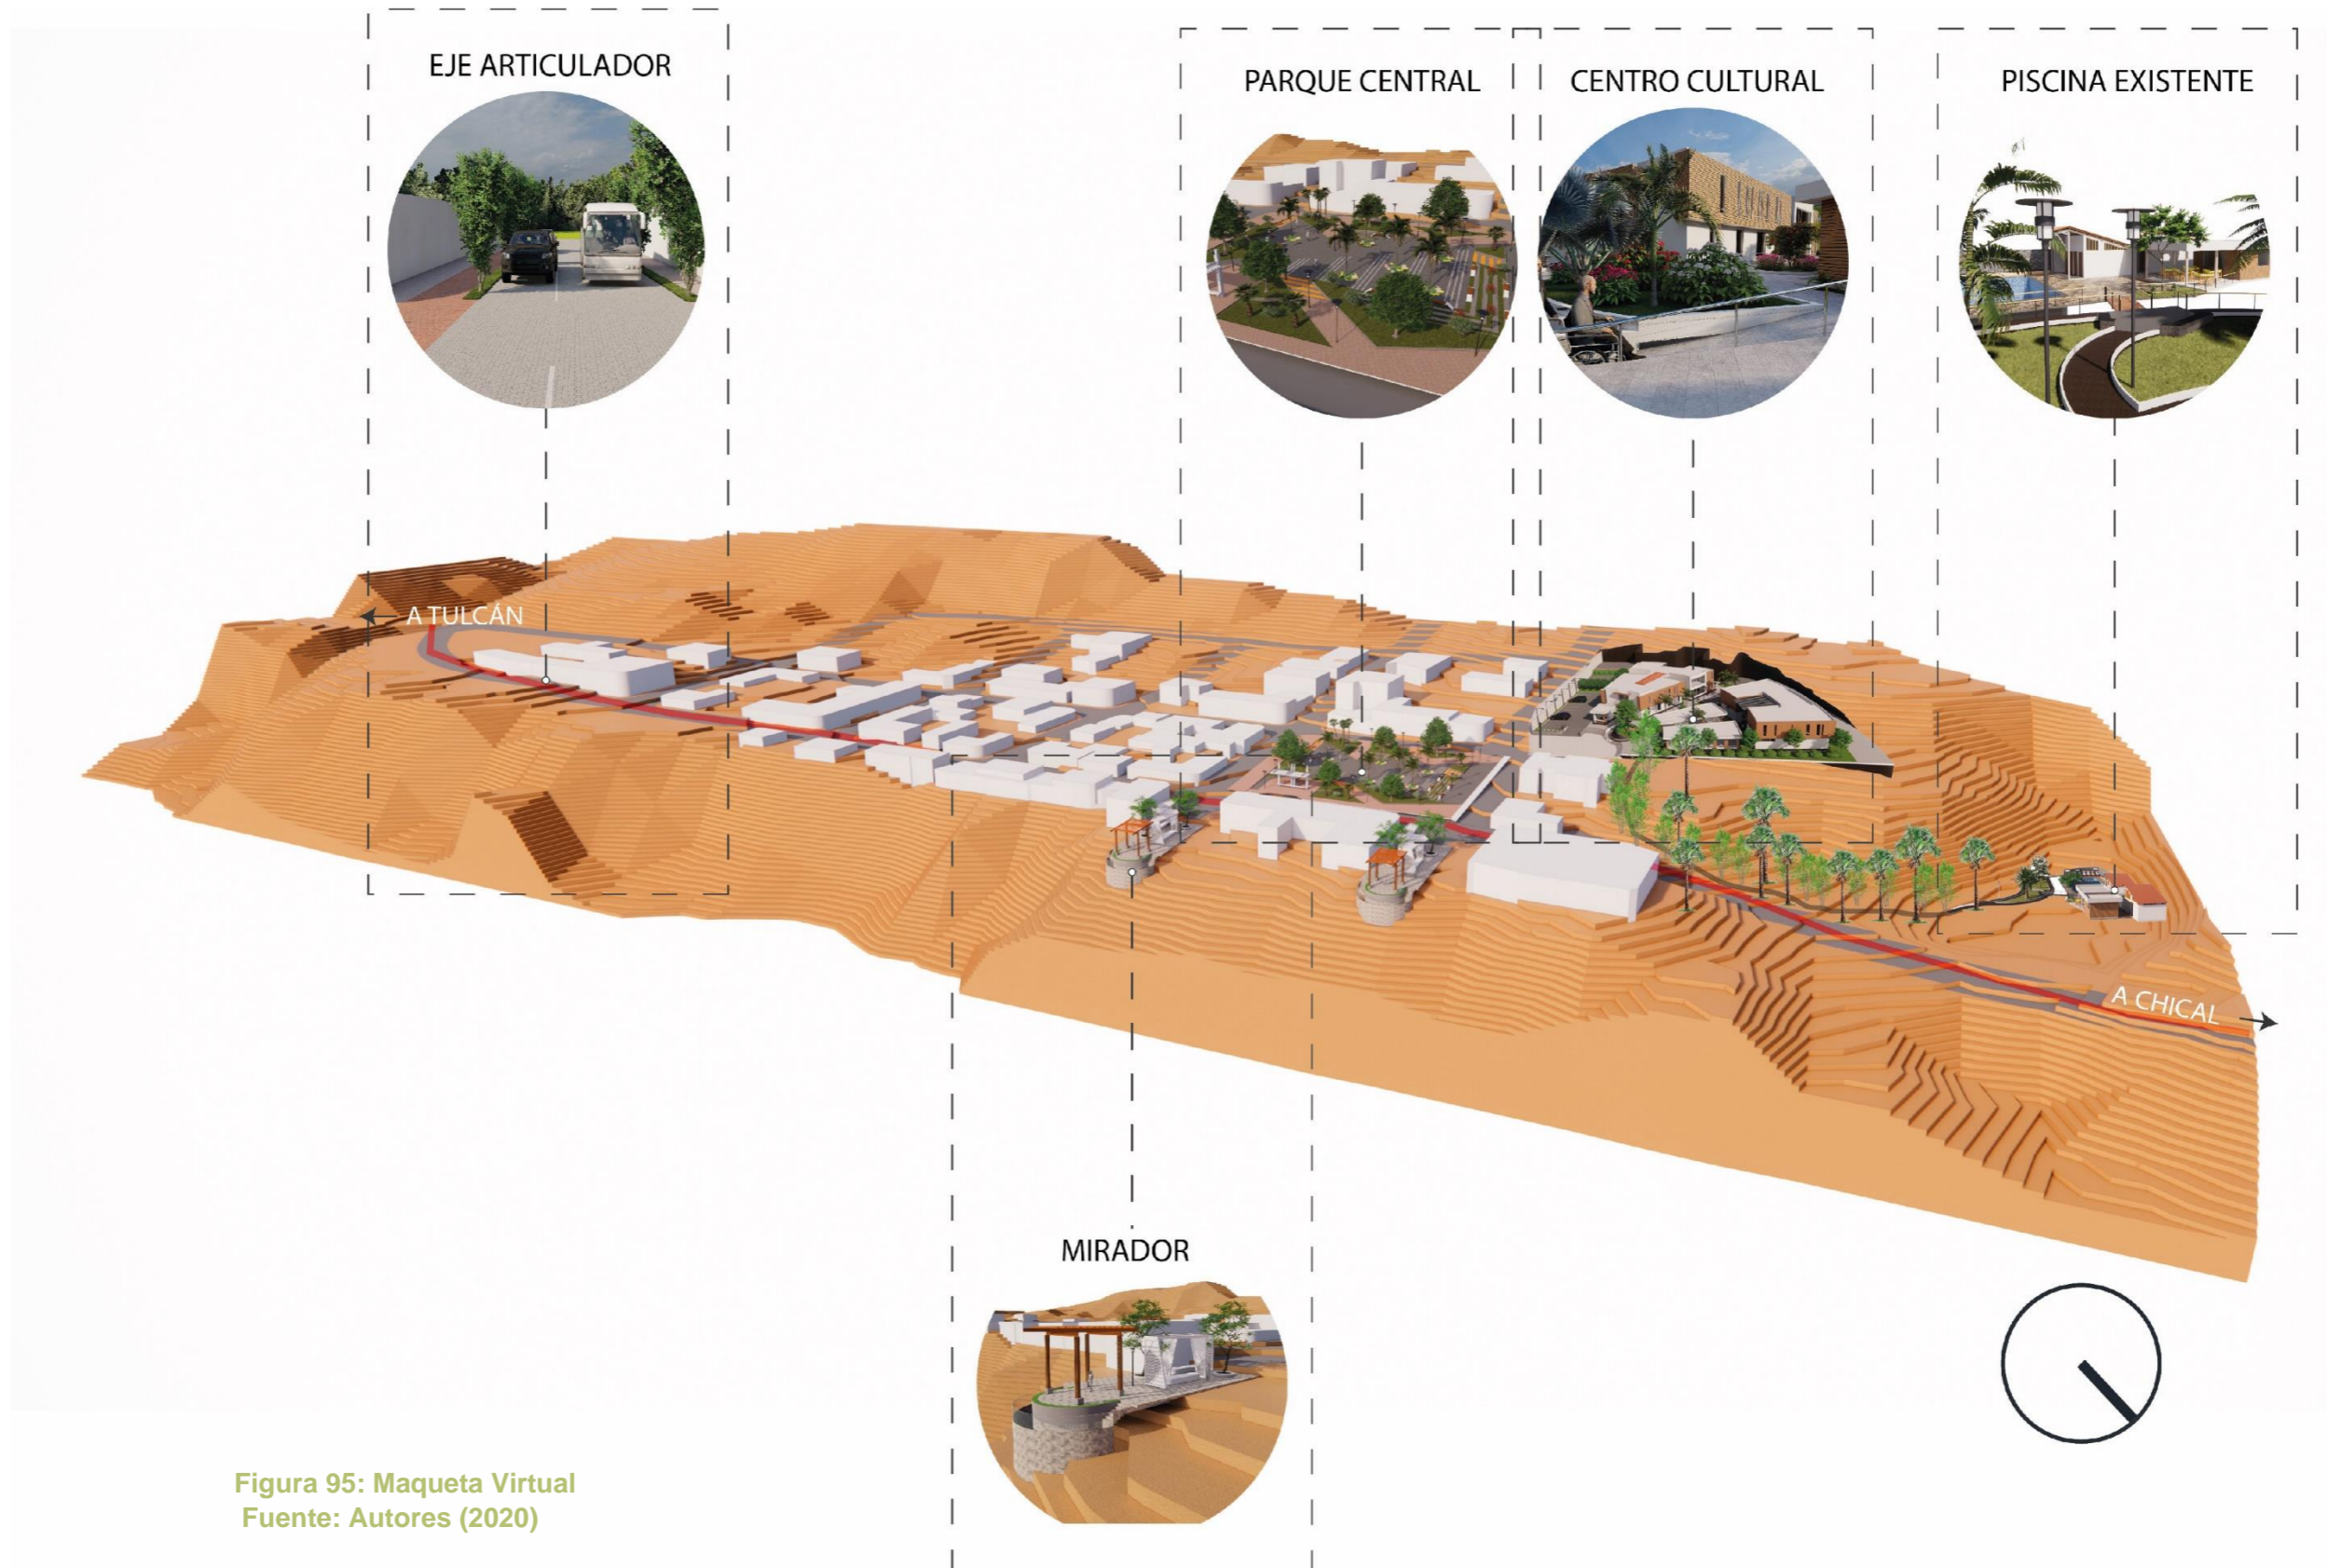 EJE ARTICULADOR
PARQUE CENTRAL
CENTRO CULTURAL
PISCINA EXISTENTE
A TULCÁN
A CHICAL
MIRADOR
Figura 95: Maqueta Virtual
Fuente: Autores (2020)